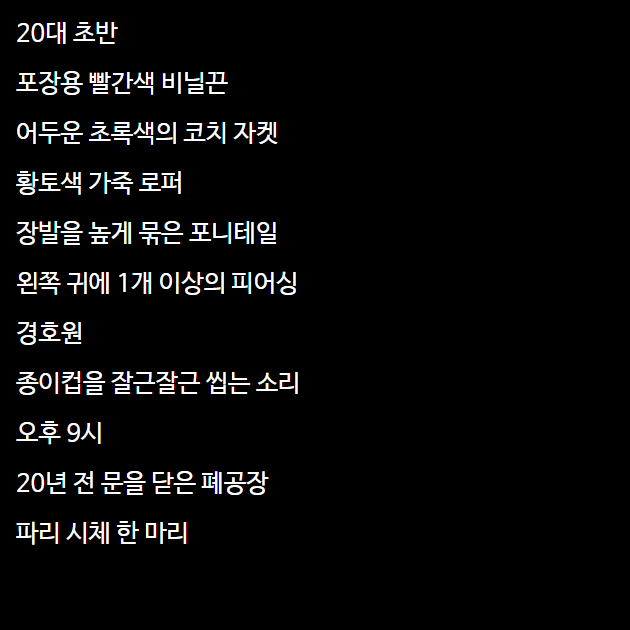 20대 초반
포장용 빨간색 비닐끈
어두운 초록색의 코치 자켓
황토색 가죽 로퍼
장발을 높게 묶은 포니테일
왼쪽 귀에 1개 이상의 피어싱
경호원
종이컵을 잘근잘근 씹는 소리
오후 9시
20년 전 문을 닫은 폐공장
파리 시체 한 마리